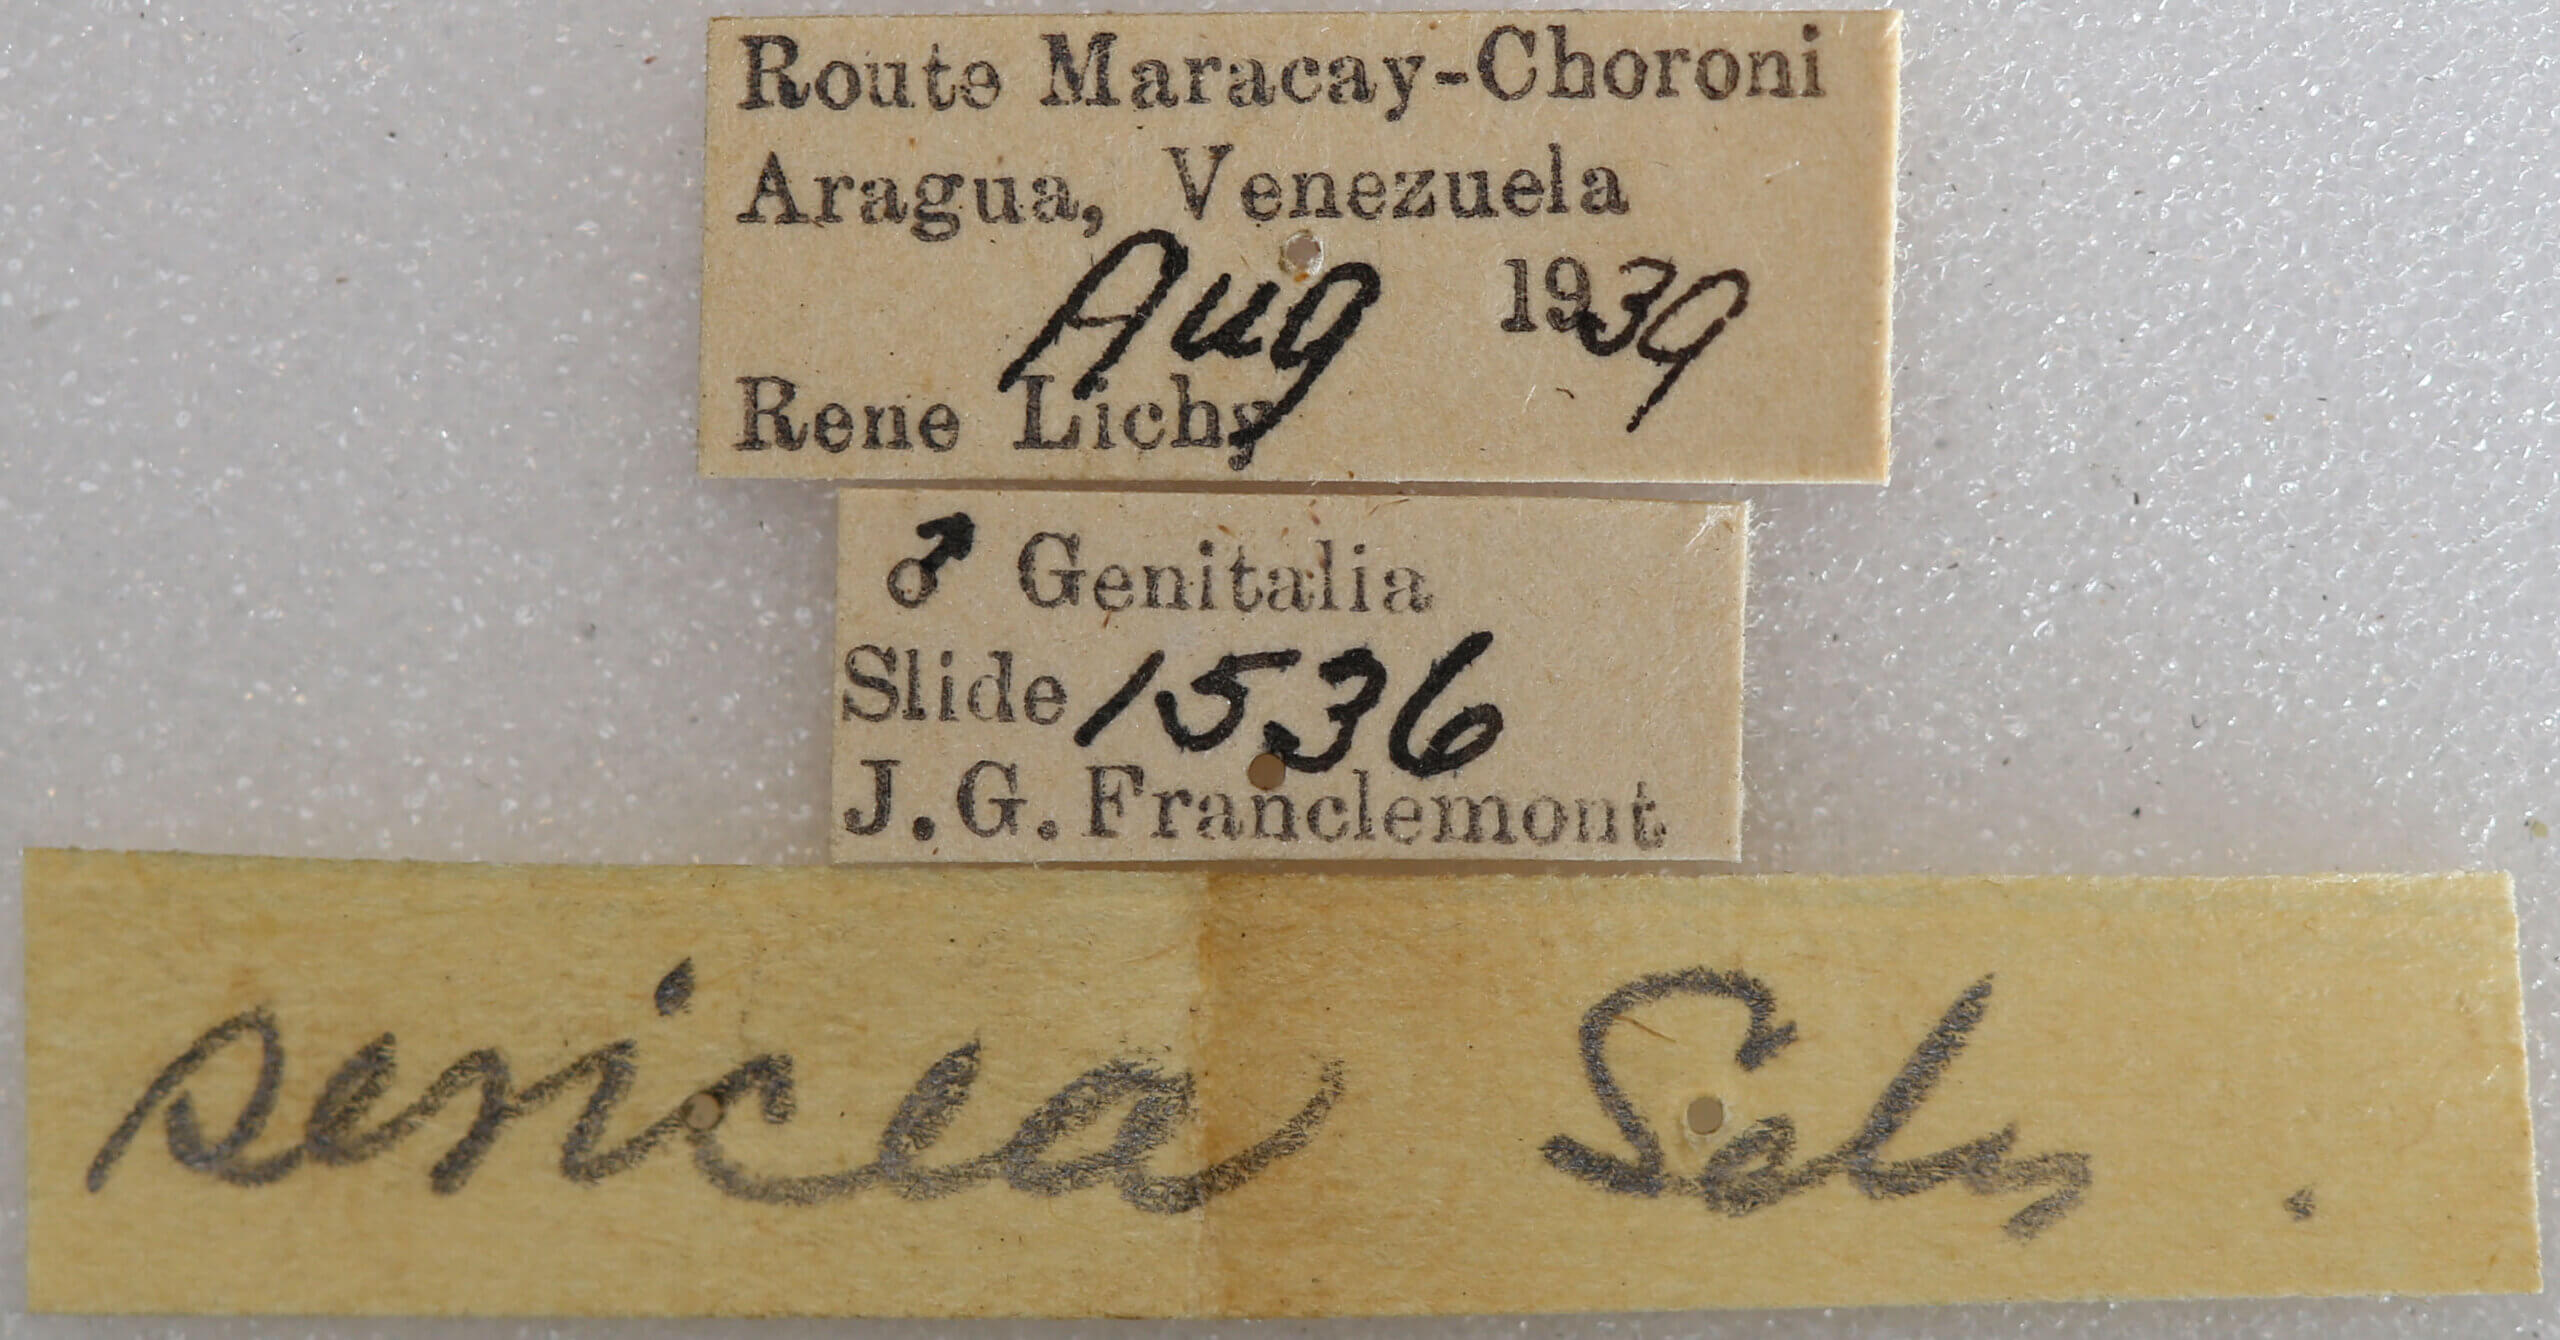 Route Maracay-Choroni
Aragua, Venezuela
Aug 1939
Rene Lichy
♂ Genitalia
Slide 1536
J. G. Franclemont
sericea Schs.